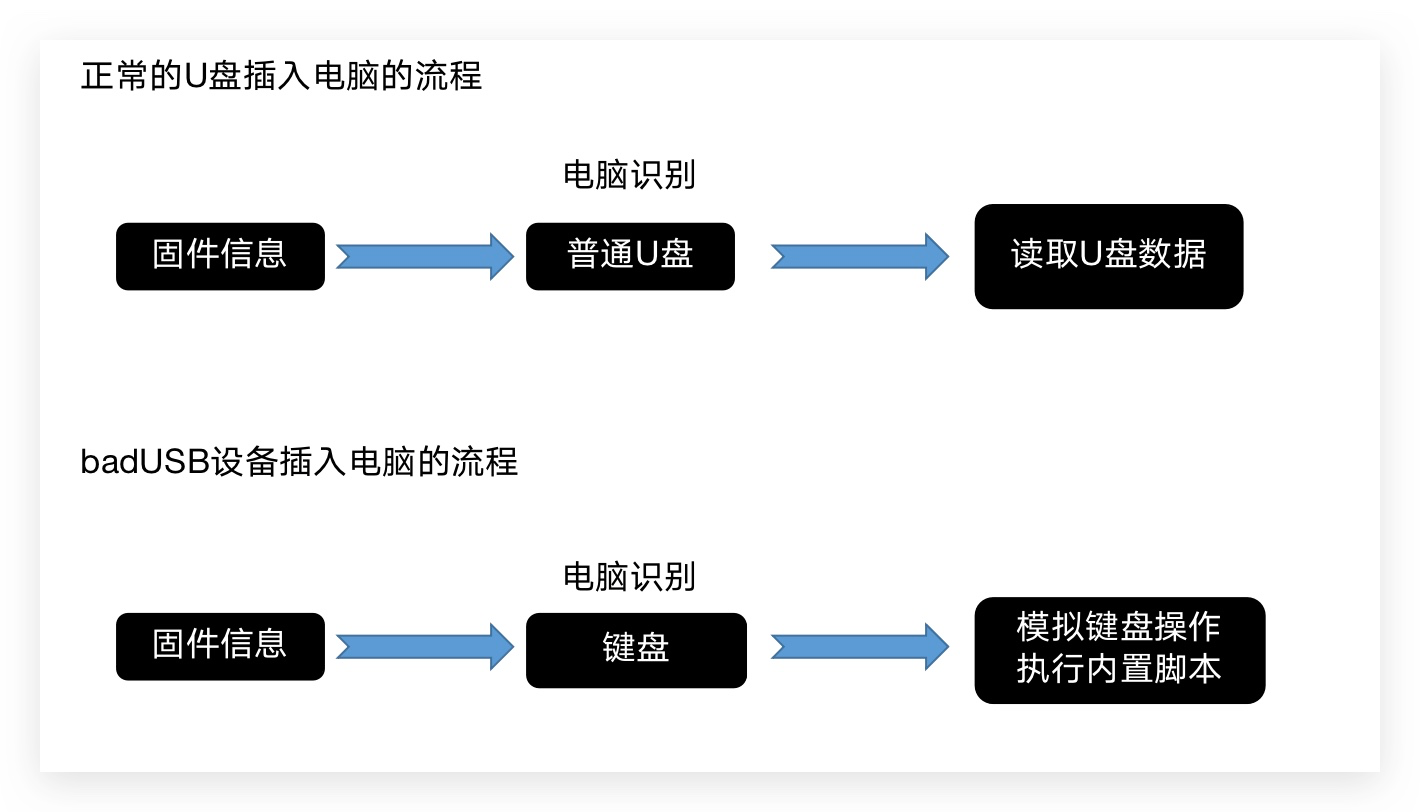 正常的U盘插入电脑的流程
电脑识别
固件信息
普通U盘
读取U盘数据
badUSB设备插入电脑的流程
电脑识别
固件信息
键盘
模拟键盘操作
执行内置脚本